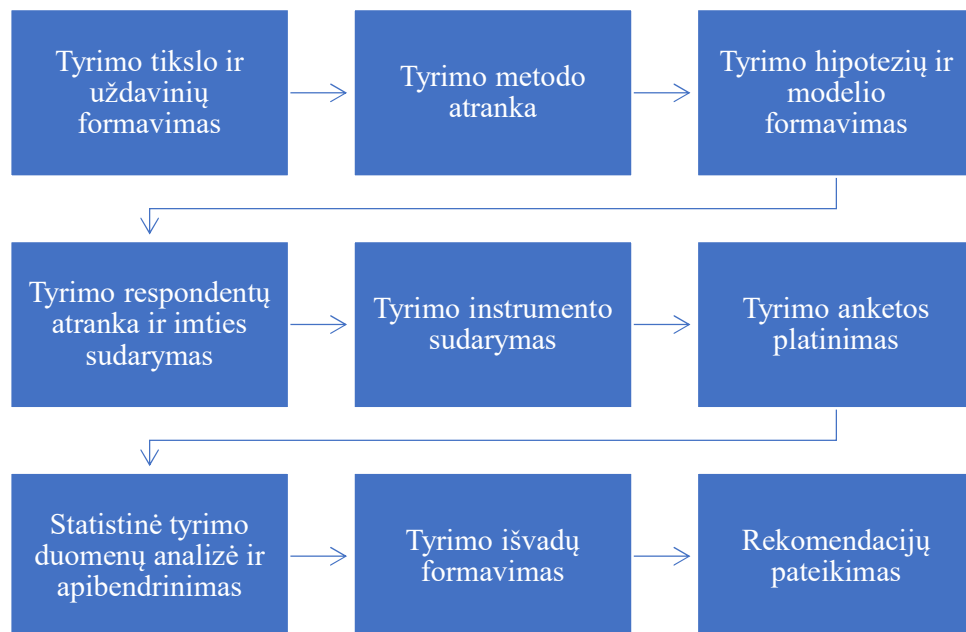 Tyrimo tikslo ir
uždavinių
formavimas
Tyrimo metodo
atranka
Tyrimo hipotezių ir
modelio
formavimas
Tyrimo respondentų
atranka ir imties
sudarymas
Tyrimo instrumento
sudarymas
Tyrimo anketos
platinimas
Statistinė tyrimo
duomenų analizė ir
apibendrinimas
Tyrimo išvadų
formavimas
Rekomendacijų
pateikimas